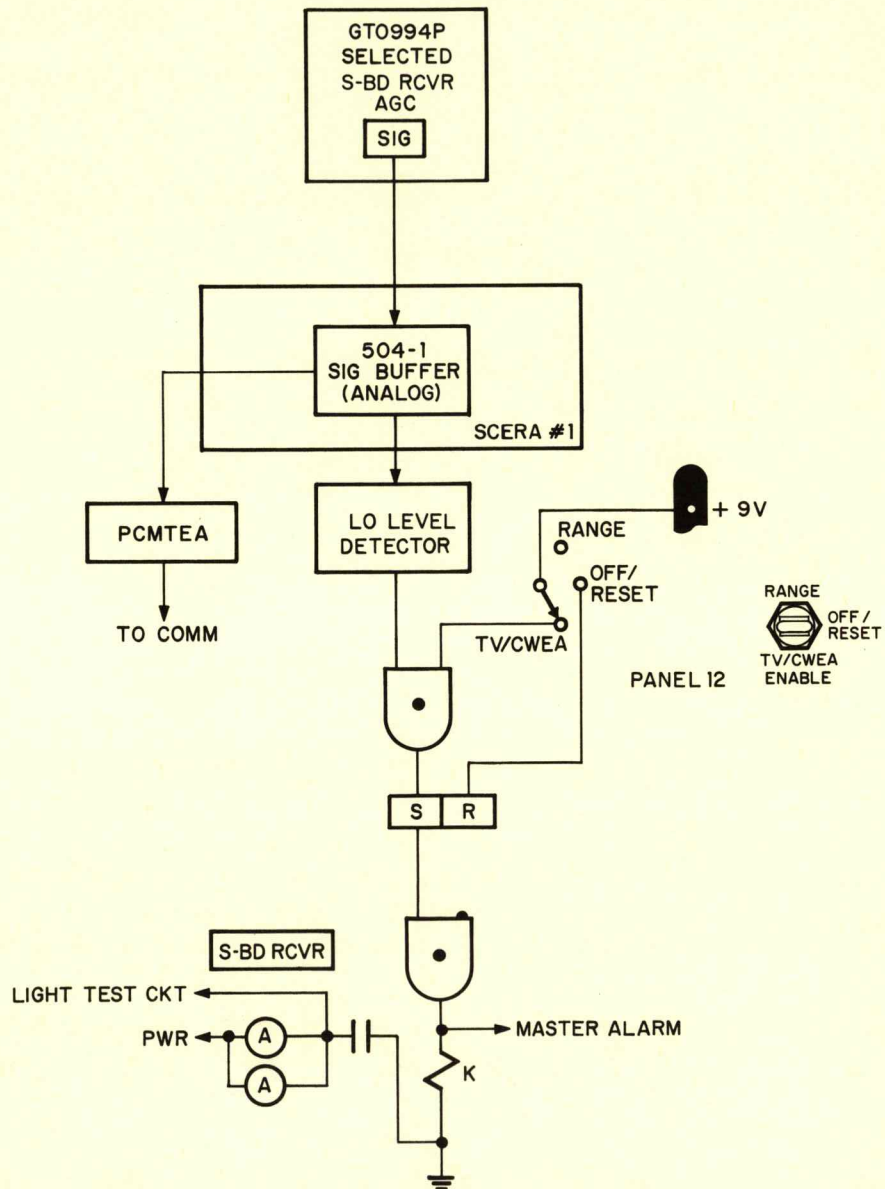 GT0994P
SELECTED
S-BD RCVR
AGC
SIG
504-1
SIG BUFFER
(ANALOG)
SCERA #1
PCMTEA
TO COMM
LO LEVEL
DETECTOR
+ 9V
RANGE
OFF/
RESET
TV/CWEA
PANEL 12
RANGE
OFF/
RESET
TV/CWEA
ENABLE
S
R
S-BD RCVR
LIGHT TEST CKT
PWR
A
A
MASTER ALARM
K